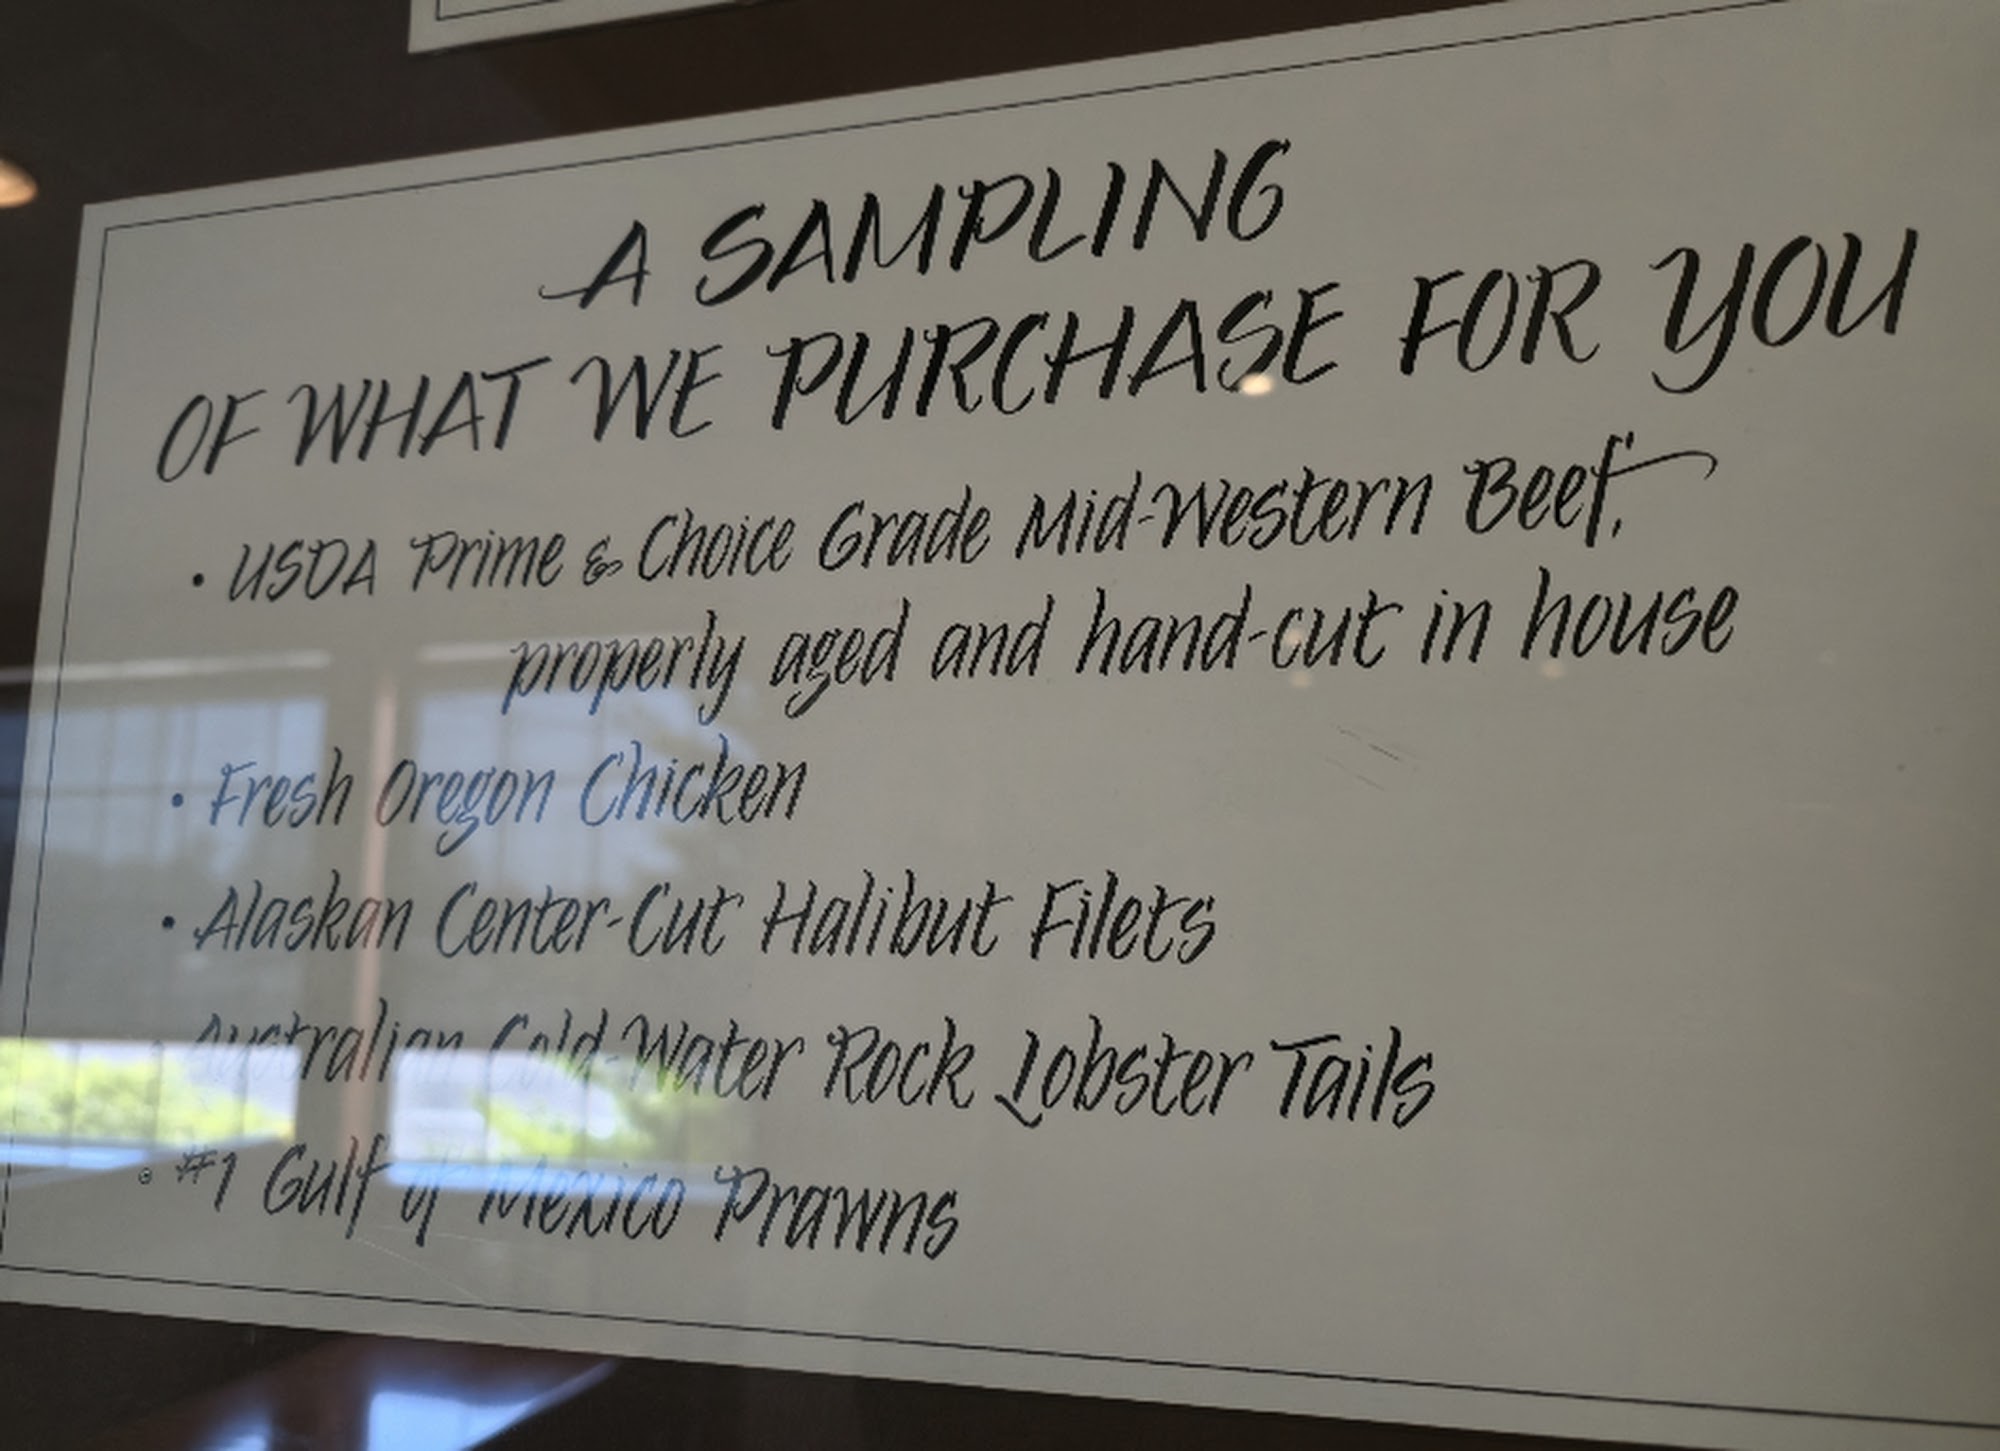 A SAMPLING
OF WHAT WE PURCHASE FOR YOU
• USDA Prime & Choice Grade Mid-Western Beef,
properly aged and hand-cut in house
• Fresh Oregon Chicken
• Alaskan Center-Cut Halibut Filets
• Australian Cold-Water Rock Lobster Tails
• #1 Gulf of Mexico Prawns